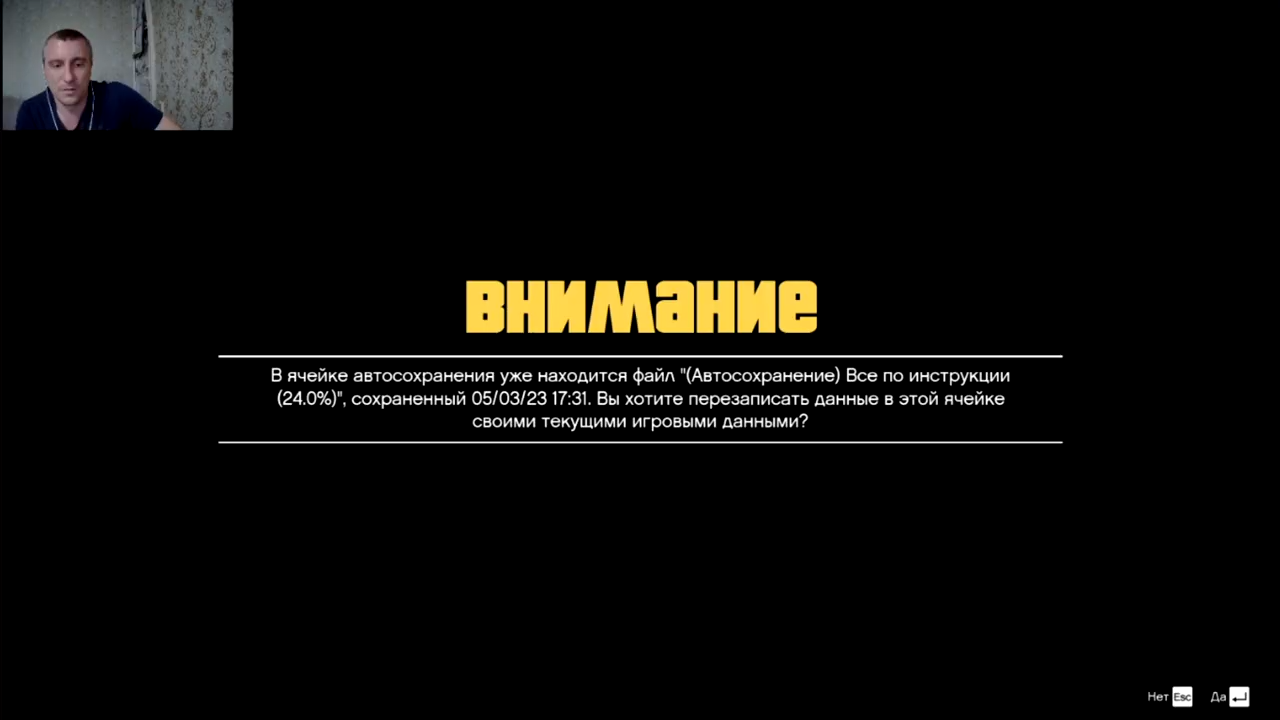 внимание
В ячейке автосохранения уже находится файл "(Автосохранение) Все по инструкции
(24.0%)", сохраненный 05/03/23 17:31. Вы хотите перезаписать данные в этой ячейке
своими текущими игровыми данными?
Нет Esc Да